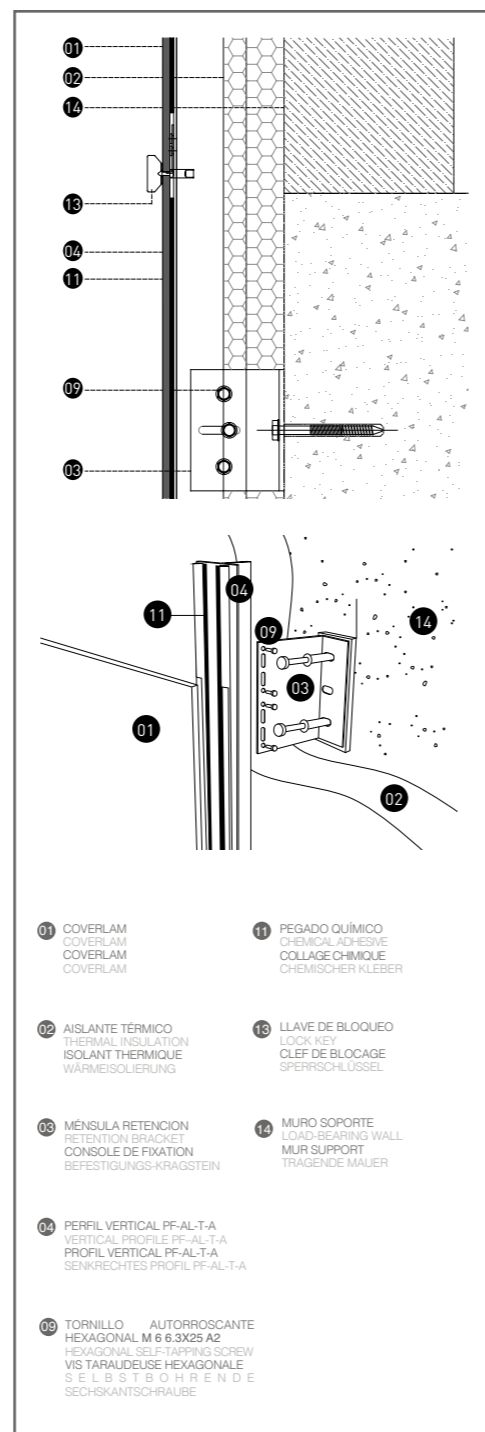 01
02
14
13
04
11
09
03
04
11
09
14
03
01
02
01 COVERLAM
COVERLAM
COVERLAM
COVERLAM
02 AISLANTE TÉRMICO
THERMAL INSULATION
ISOLANT THERMIQUE
WÄRMEISOLIERUNG
03 MÉNSULA RETENCION
RETENTION BRACKET
CONSOLE DE FIXATION
BEFESTIGUNGS-KRAGSTEIN
04 PERFIL VERTICAL PF-AL-T-A
VERTICAL PROFILE PF-AL-T-A
PROFIL VERTICAL PF-AL-T-A
SENKRECHTES PROFIL PF-AL-T-A
09 TORNILLO AUTORROSCANTE
HEXAGONAL M 6 6.3X25 A2
HEXAGONAL SELF-TAPPING SCREW
VIS TARAUDEUSE HEXAGONALE
SELBSTBOHRENDE
SECHSKANTSCHRAUBE
11 PEGADO QUÍMICO
CHEMICAL ADHESIVE
COLLAGE CHIMIQUE
CHEMISCHER KLEBER
13 LLAVE DE BLOQUEO
LOCK KEY
CLEF DE BLOCAGE
SPERRSCHLÜSSEL
14 MURO SOPORTE
LOAD-BEARING WALL
MUR SUPPORT
TRAGENDE MAUER